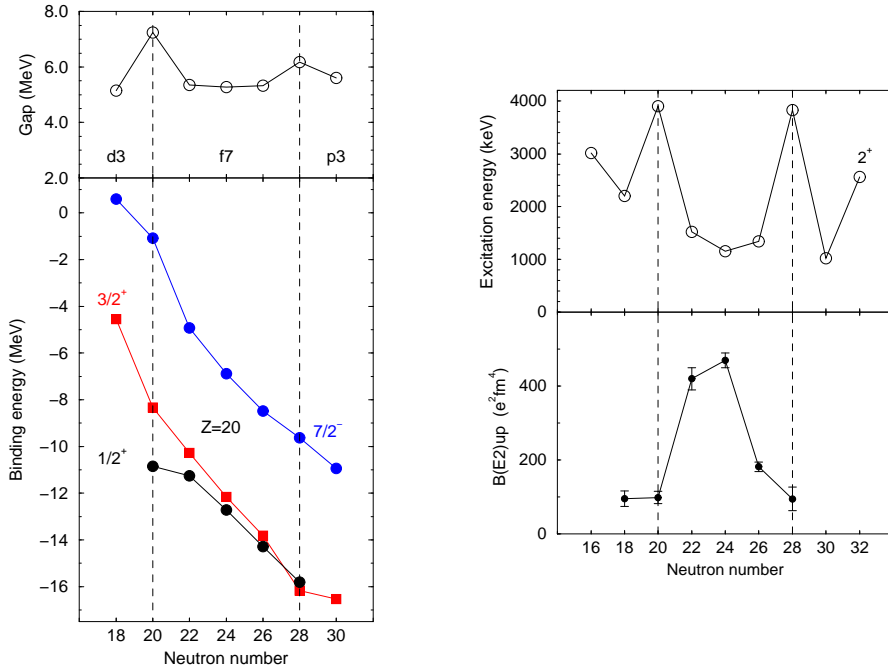 8.0
6.0
4.0
2.0
Gap (MeV)
d3 f7 p3
0
−2
−4
−6
−8
−10
−12
−14
−16
Binding energy (MeV)
3/2⁺
Z=20
7/2⁻
1/2⁺
18 20 22 24 26 28 30
Neutron number
4000
3000
2000
1000
0
Excitation energy (keV)
2⁺
400
200
0
B(E2)up (e²fm⁴)
16 18 20 22 24 26 28 30 32
Neutron number